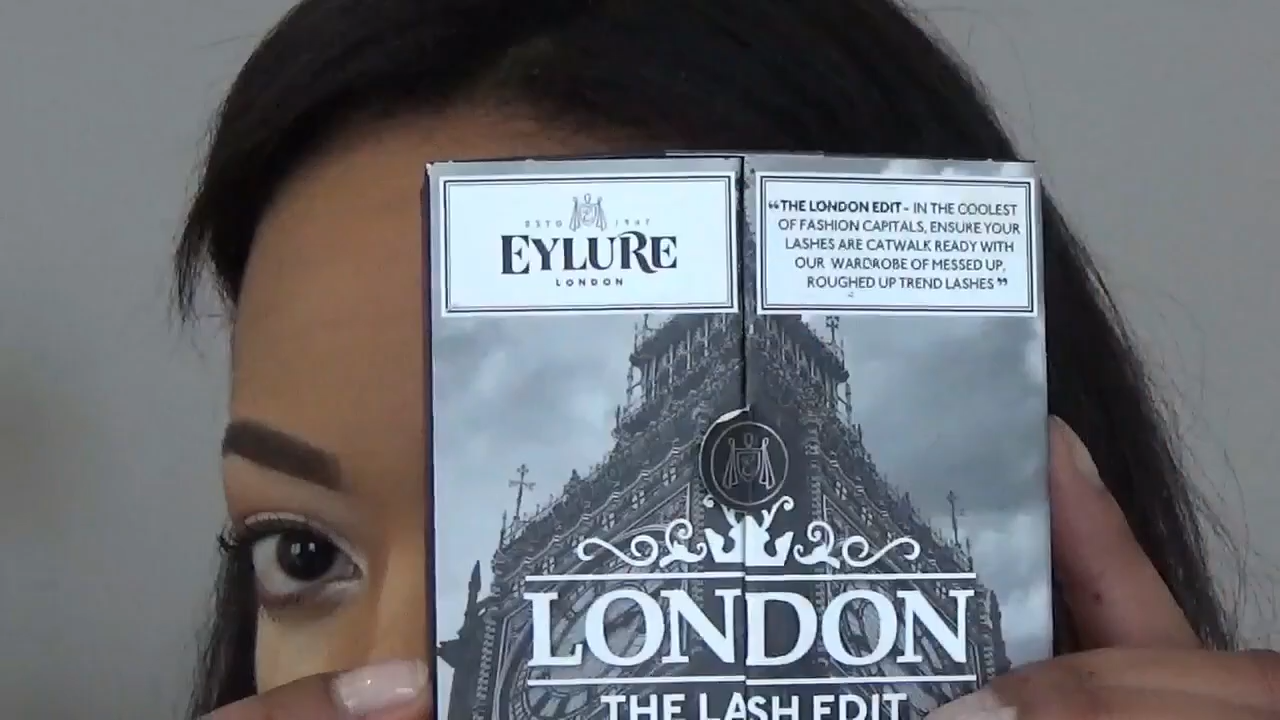 ESTD 1947
EYLURE
LONDON
“THE LONDON EDIT - IN THE COOLEST
OF FASHION CAPITALS, ENSURE YOUR
LASHES ARE CATWALK READY WITH
OUR WARDROBE OF MESSED UP,
ROUGHED UP TREND LASHES”
LONDON
THE LASH EDIT